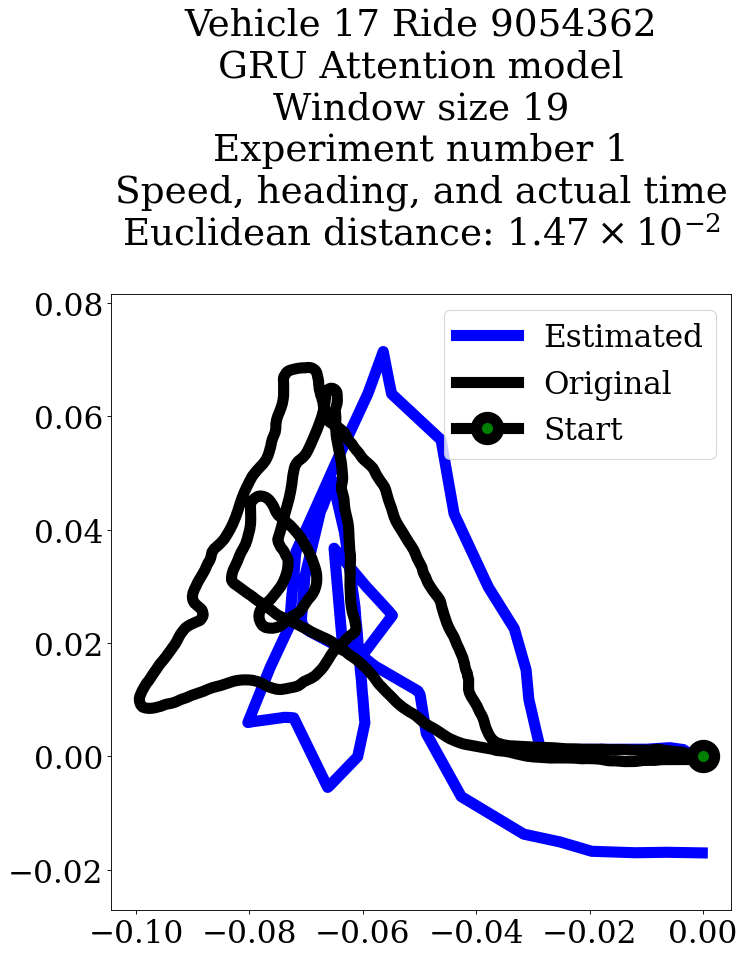 Vehicle 17 Ride 9054362
GRU Attention model
Window size 19
Experiment number 1
Speed, heading, and actual time
Euclidean distance: 1.47 × 10⁻²
0.08
0.06
0.04
0.02
0.00
−0.02
Estimated
Original
Start
−0.10 −0.08 −0.06 −0.04 −0.02 0.00